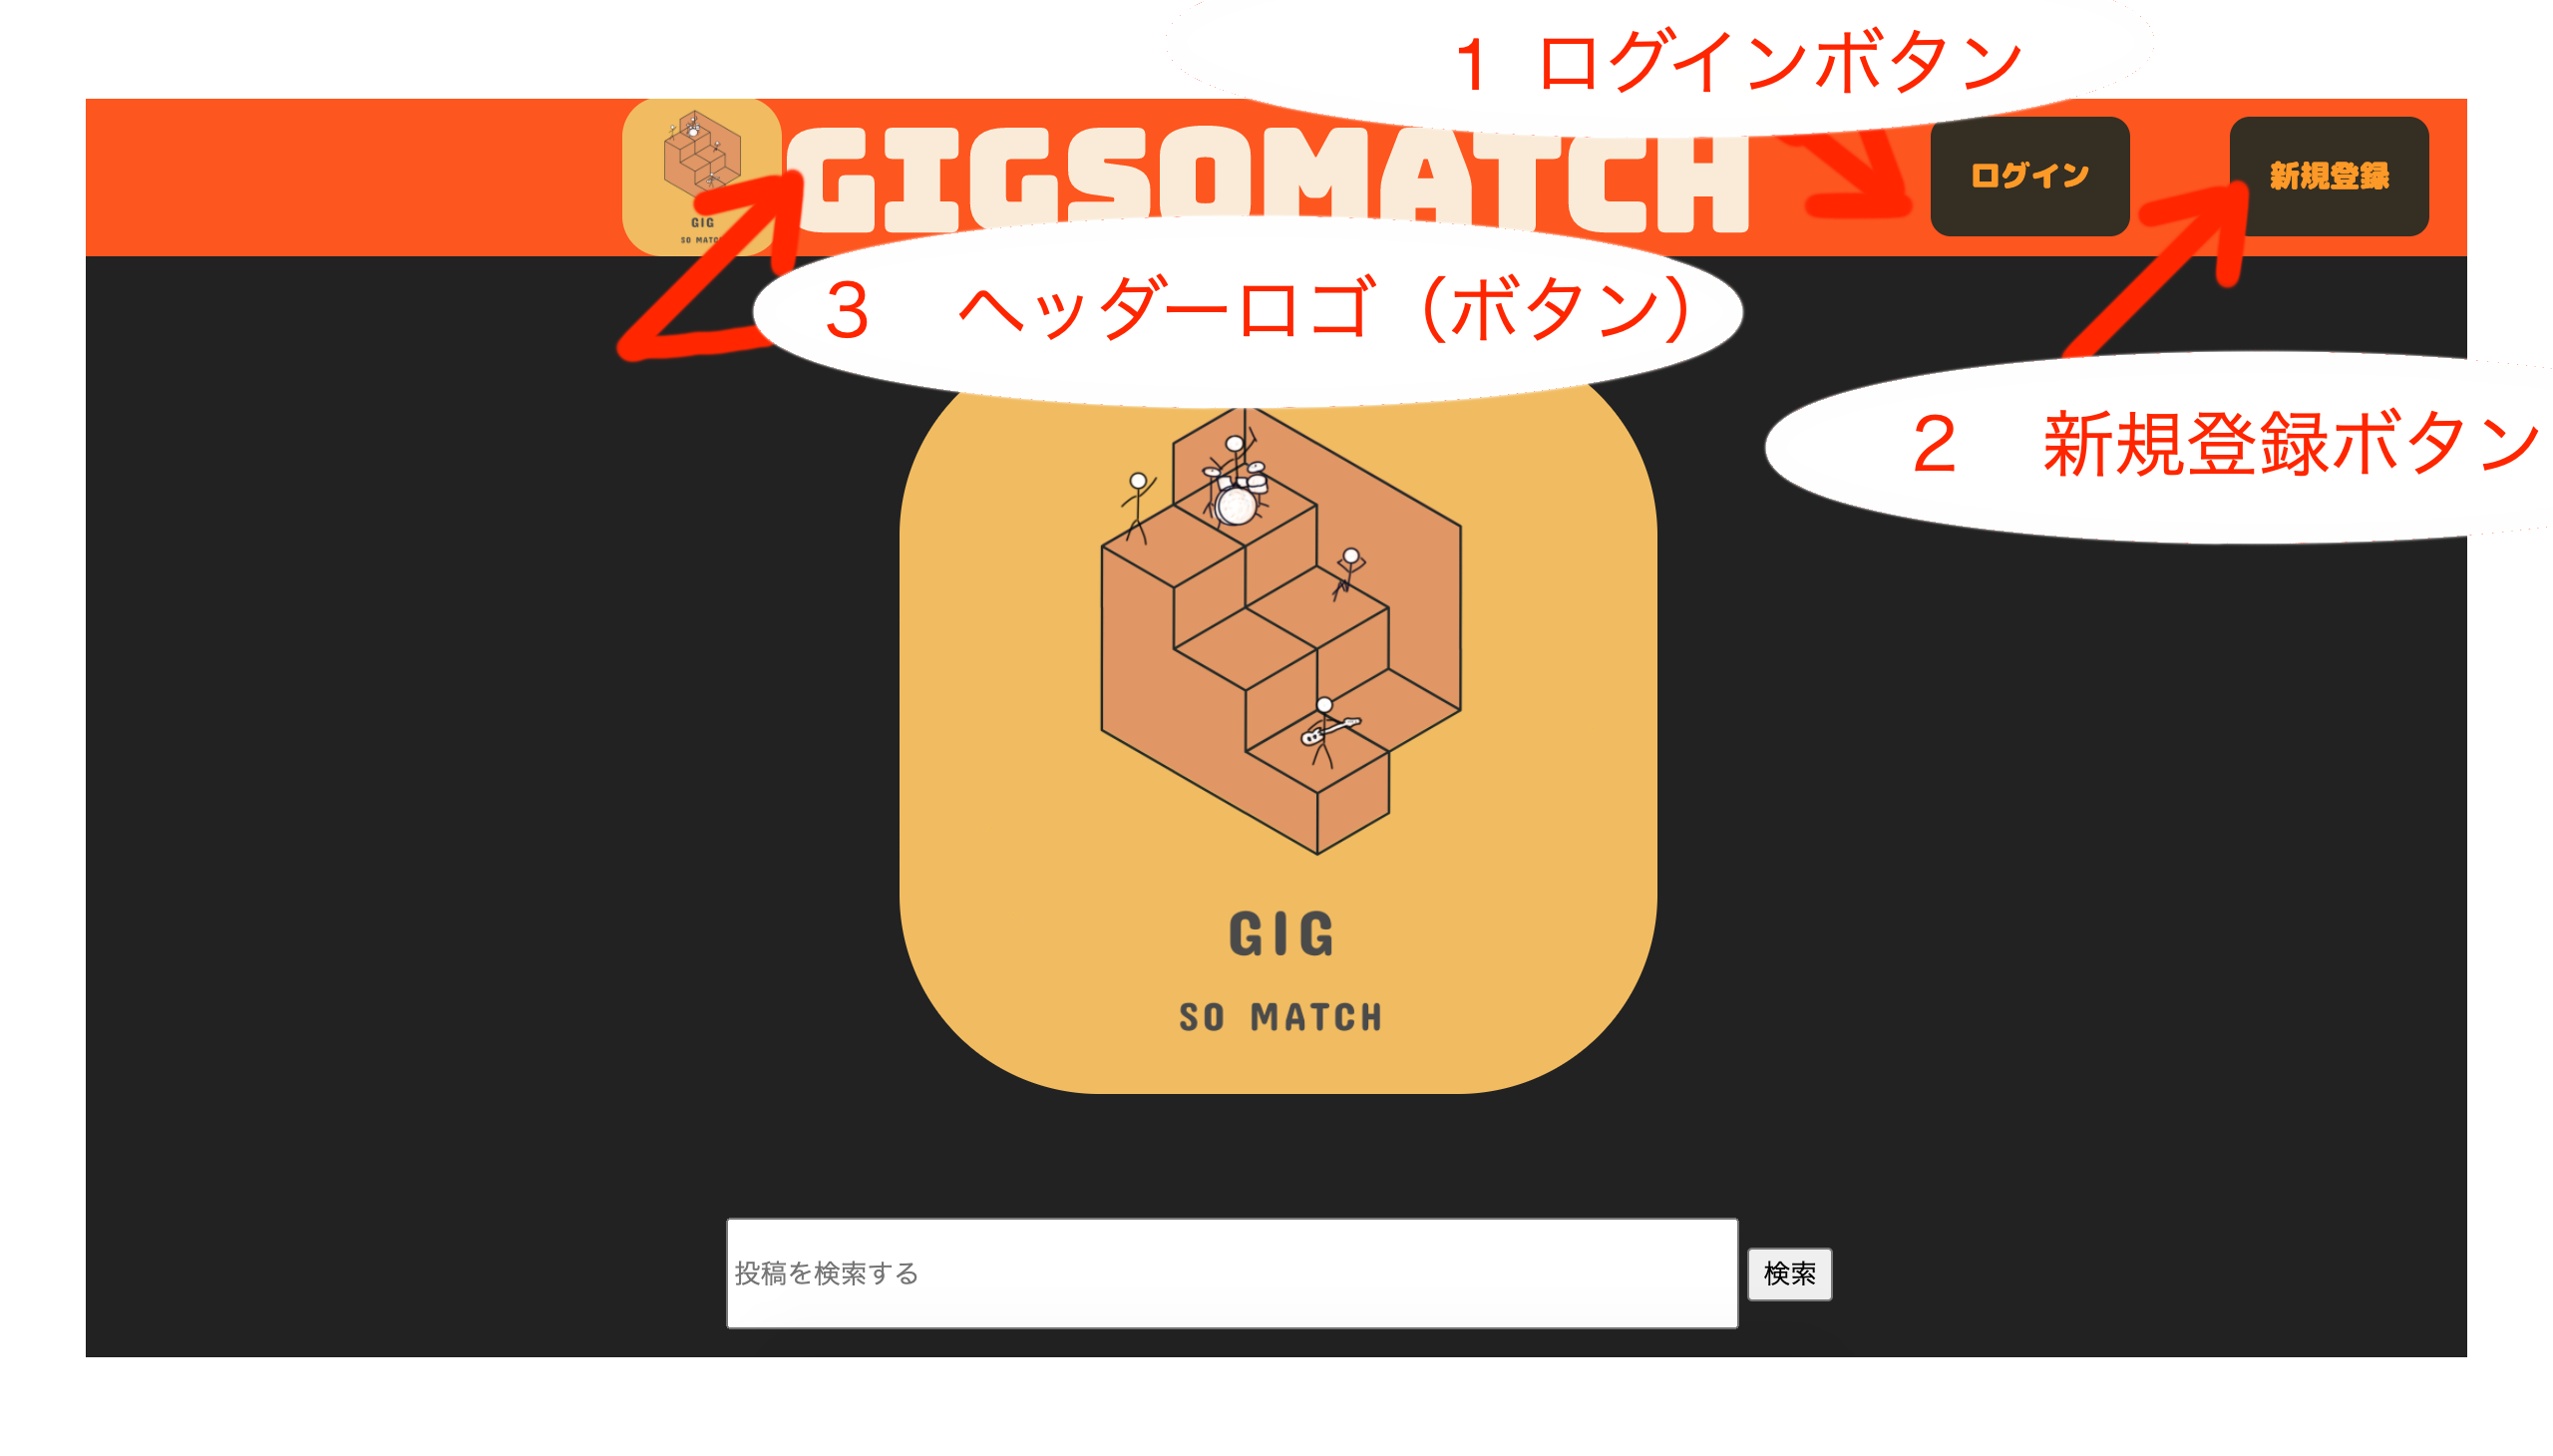 1 ログインボタン
GIG
SO MATCH
GIGSOMATCH
ログイン
新規登録
3　ヘッダーロゴ（ボタン）
2　新規登録ボタン
GIG
SO MATCH
投稿を検索する
検索